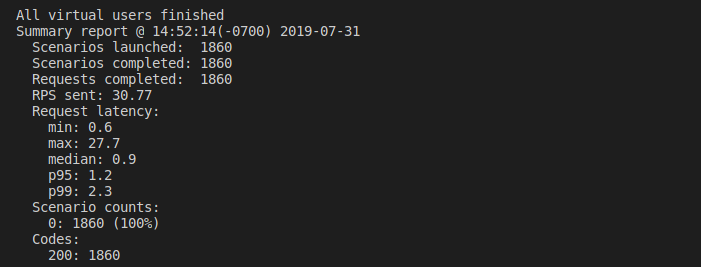 All virtual users finished
Summary report @ 14:52:14(-0700) 2019-07-31
  Scenarios launched:  1860
  Scenarios completed: 1860
  Requests completed:  1860
  RPS sent: 30.77
  Request latency:
    min: 0.6
    max: 27.7
    median: 0.9
    p95: 1.2
    p99: 2.3
  Scenario counts:
    0: 1860 (100%)
  Codes:
    200: 1860